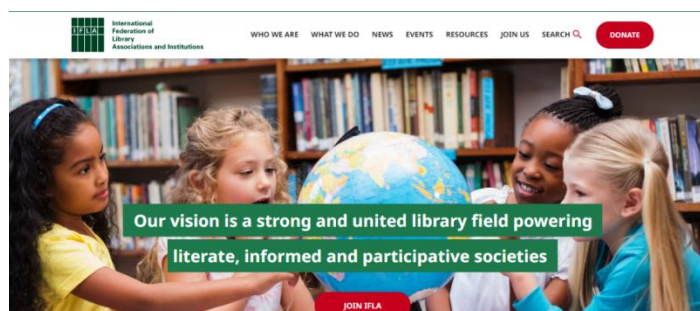 IFLA
International
Federation of
Library
Associations and Institutions
WHO WE ARE WHAT WE DO NEWS EVENTS RESOURCES JOIN US SEARCH DONATE
Our vision is a strong and united library field powering
literate, informed and participative societies
JOIN IFLA